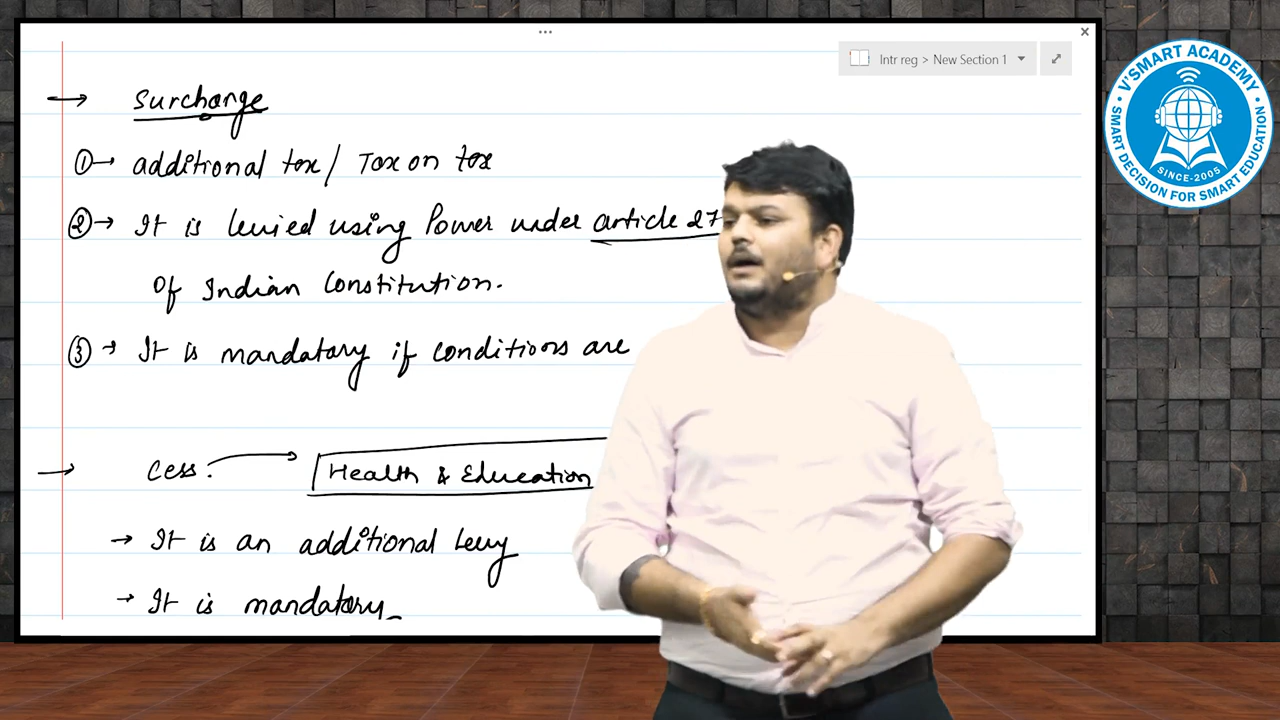 Intr reg > New Section 1
→ Surcharge
① → additional tax / Tax on tax
② → It is levied using Power under article 27
of Indian Constitution.
③ → It is mandatory if conditions are
→ Cess : → Health & Education
→ It is an additional levy
→ It is mandatory
V'SMART ACADEMY
SINCE-2005
SMART DECISION FOR SMART EDUCATION